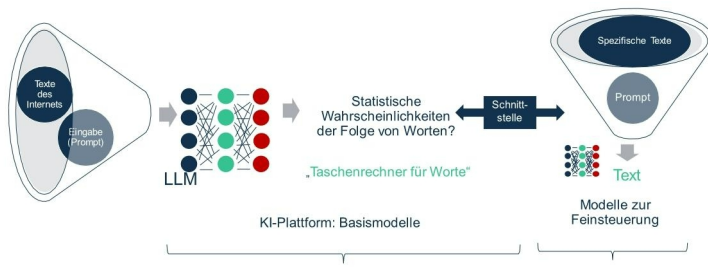 Texte
des
Internets
Eingabe
(Prompt)
LLM
Statistische
Wahrscheinlichkeiten
der Folge von Worten?
„Taschenrechner für Worte“
KI-Plattform: Basismodelle
Schnitt-
stelle
Spezifische Texte
Prompt
Text
Modelle zur
Feinsteuerung